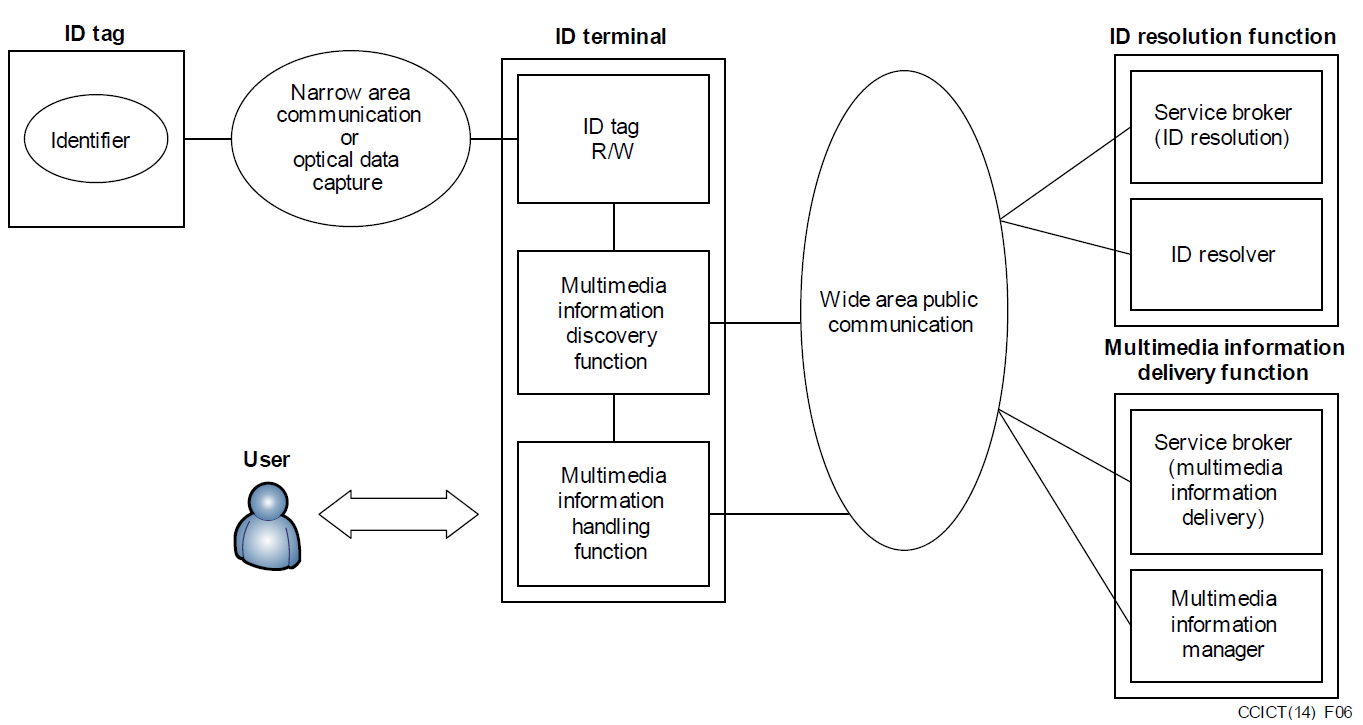 ID tag
Identifier
Narrow area
communication
or
optical data
capture
ID terminal
ID tag
R/W
Multimedia
information
discovery
function
Multimedia
information
handling
function
User
Wide area public
communication
ID resolution function
Service broker
(ID resolution)
ID resolver
Multimedia information
delivery function
Service broker
(multimedia
information
delivery)
Multimedia
information
manager
CCICT(14)_F06